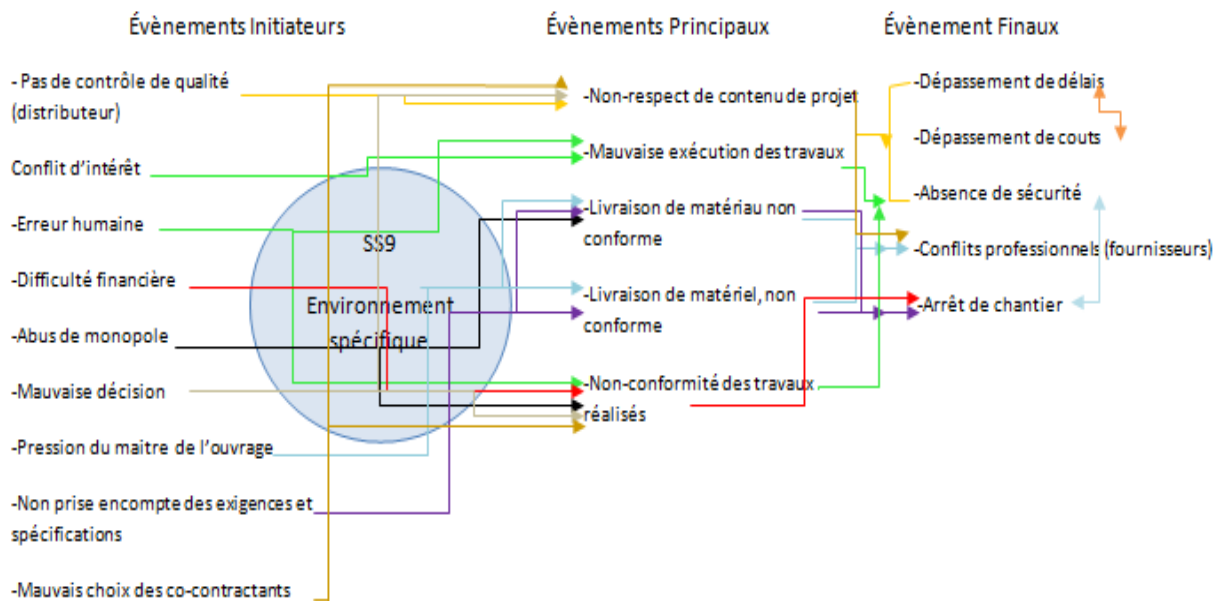 Évènements Initiateurs
Évènements Principaux
Évènement Finaux
- Pas de contrôle de qualité
(distributeur)
Conflit d'intérêt
-Erreur humaine
-Difficulté financière
-Abus de monopole
-Mauvaise décision
-Pression du maitre de l'ouvrage
-Non prise encompte des exigences et
spécifications
-Mauvais choix des co-contractants
SS9
Environnement
spécifique
-Non-respect de contenu de projet
-Mauvaise exécution des travaux
-Livraison de matériau non
conforme
-Livraison de matériel, non
conforme
-Non-conformité des travaux
réalisés
-Dépassement de délais
-Dépassement de couts
-Absence de sécurité
-Conflits professionnels (fournisseurs)
-Arrêt de chantier